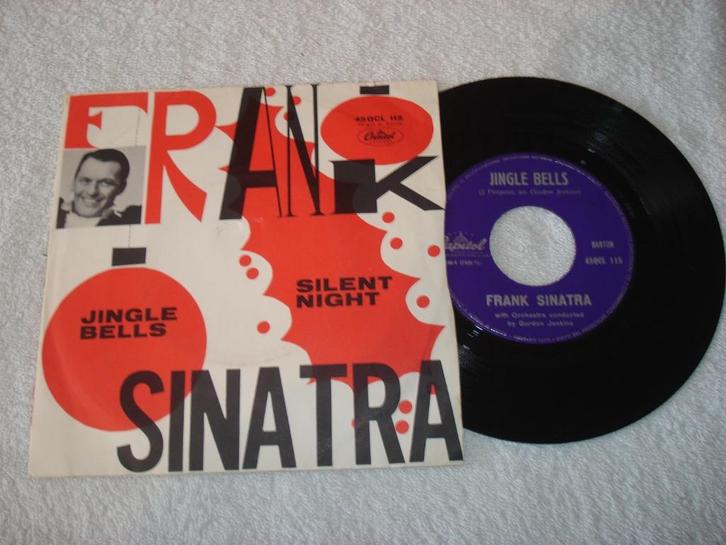 FRANK
45QCL 115
Capitol
SILENT
NIGHT
JINGLE
BELLS
SINATRA
JINGLE BELLS
Capitol
BARTON
45QCL 115
FRANK SINATRA
with Orchestra conducted
by Gordon Jenkins